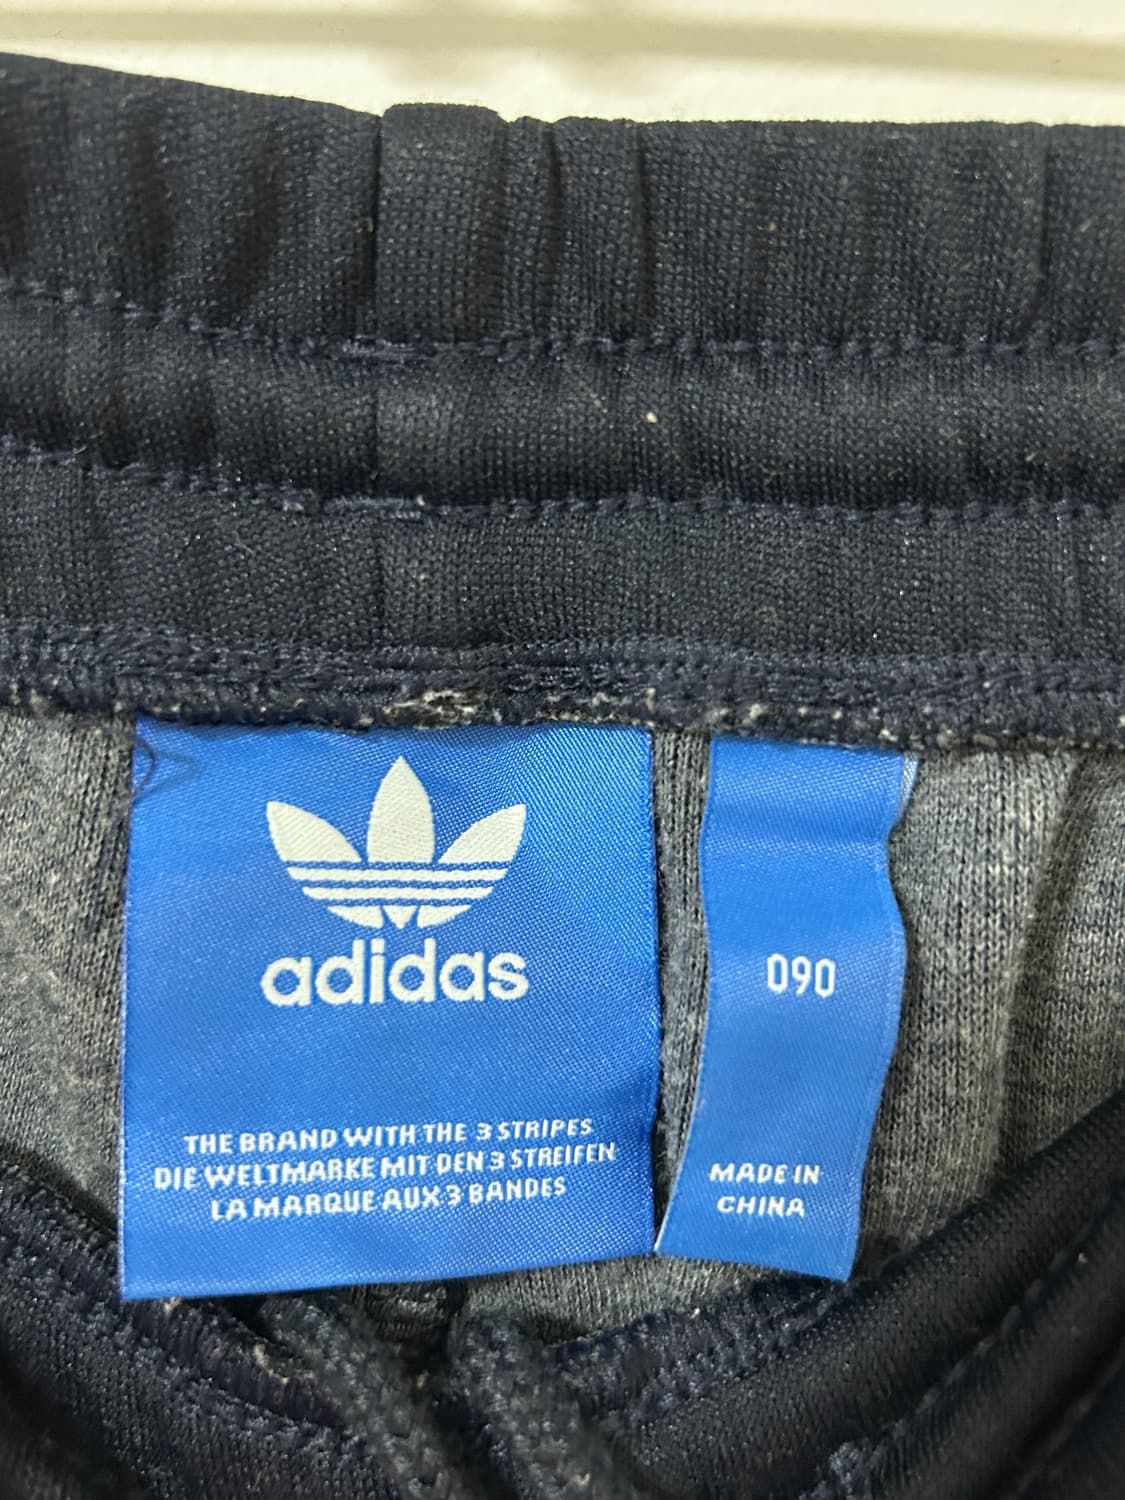 adidas
THE BRAND WITH THE 3 STRIPES
DIE WELTMARKE MIT DEN 3 STREIFEN
LA MARQUE AUX 3 BANDES
090
MADE IN
CHINA